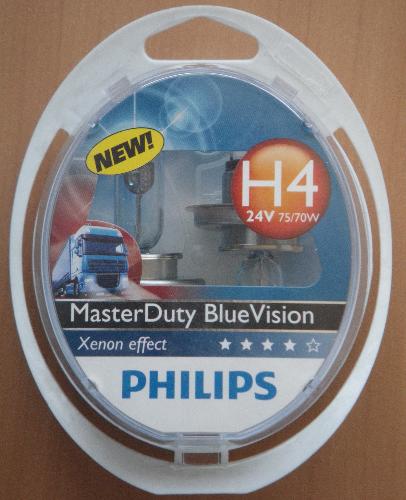 NEW!
H4
24V 75/70W
MasterDuty BlueVision
Xenon effect
PHILIPS